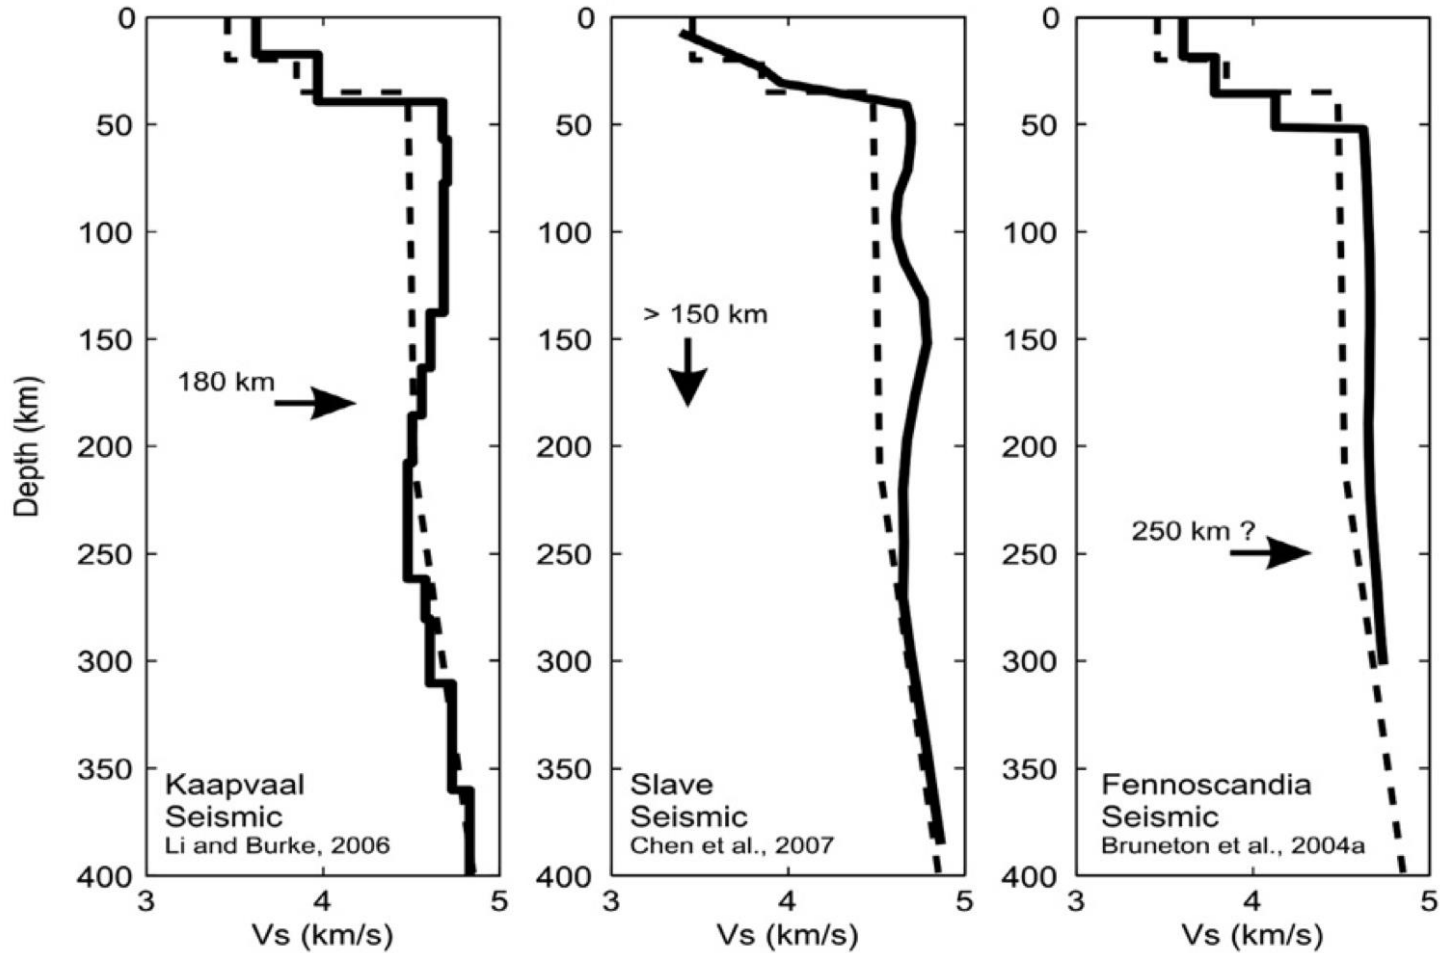 Depth (km)
0
50
100
150
200
250
300
350
400
3
4
5
Vs (km/s)
180 km
Kaapvaal
Seismic
Li and Burke, 2006
0
50
100
150
200
250
300
350
400
3
4
5
Vs (km/s)
> 150 km
Slave
Seismic
Chen et al., 2007
0
50
100
150
200
250
300
350
400
3
4
5
Vs (km/s)
250 km ?
Fennoscandia
Seismic
Bruneton et al., 2004a